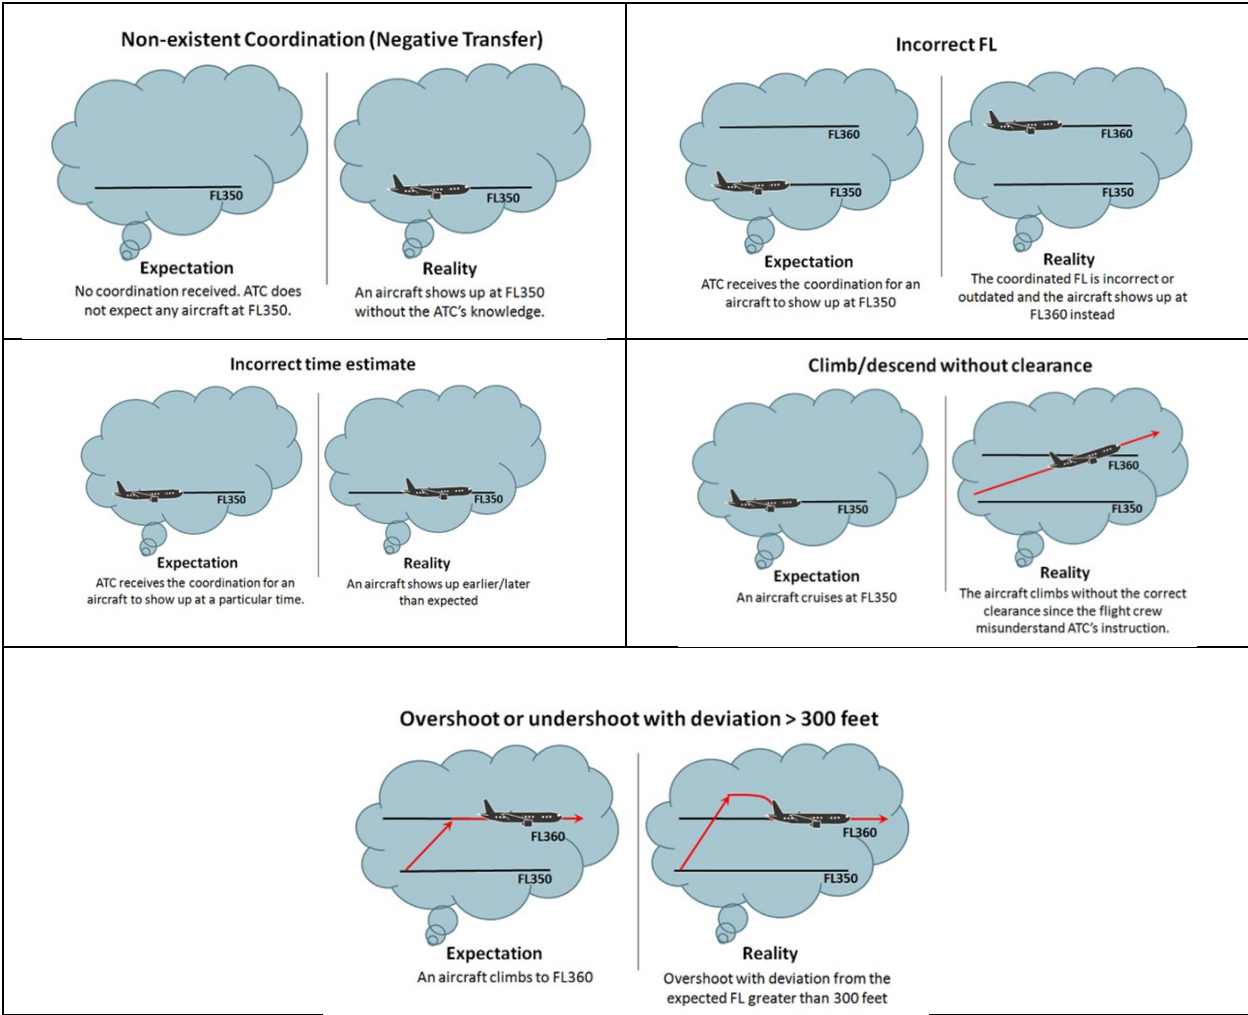 Non-existent Coordination (Negative Transfer)
FL350
FL350
Expectation
No coordination received. ATC does
not expect any aircraft at FL350.
Reality
An aircraft shows up at FL350
without the ATC's knowledge.
Incorrect FL
FL360
FL350
FL360
FL350
Expectation
ATC receives the coordination for an
aircraft to show up at FL350
Reality
The coordinated FL is incorrect or
outdated and the aircraft shows up at
FL360 instead
Incorrect time estimate
FL350
FL350
Expectation
ATC receives the coordination for an
aircraft to show up at a particular time.
Reality
An aircraft shows up earlier/later
than expected
Climb/descend without clearance
FL350
FL360
FL350
Expectation
An aircraft cruises at FL350
Reality
The aircraft climbs without the correct
clearance since the flight crew
misunderstand ATC's instruction.
Overshoot or undershoot with deviation > 300 feet
FL360
FL350
FL360
FL350
Expectation
An aircraft climbs to FL360
Reality
Overshoot with deviation from the
expected FL greater than 300 feet